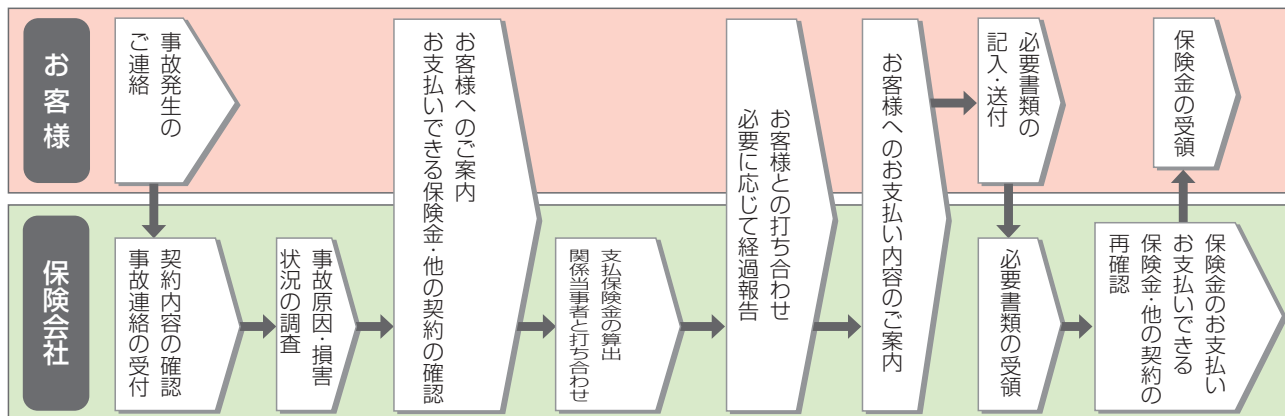 お客様
事故発生の
ご連絡
お客様へのご案内
お支払いできる保険金・他の契約の確認
お客様との打ち合わせ
必要に応じて経過報告
お客様へのお支払い内容のご案内
必要書類の
記入・送付
保険金の受領
保険会社
契約内容の確認
事故連絡の受付
事故原因・損害
状況の調査
支払保険金の算出
関係当事者と打ち合わせ
必要書類の受領
保険金のお支払い
お支払いできる
保険金・他の契約の
再確認